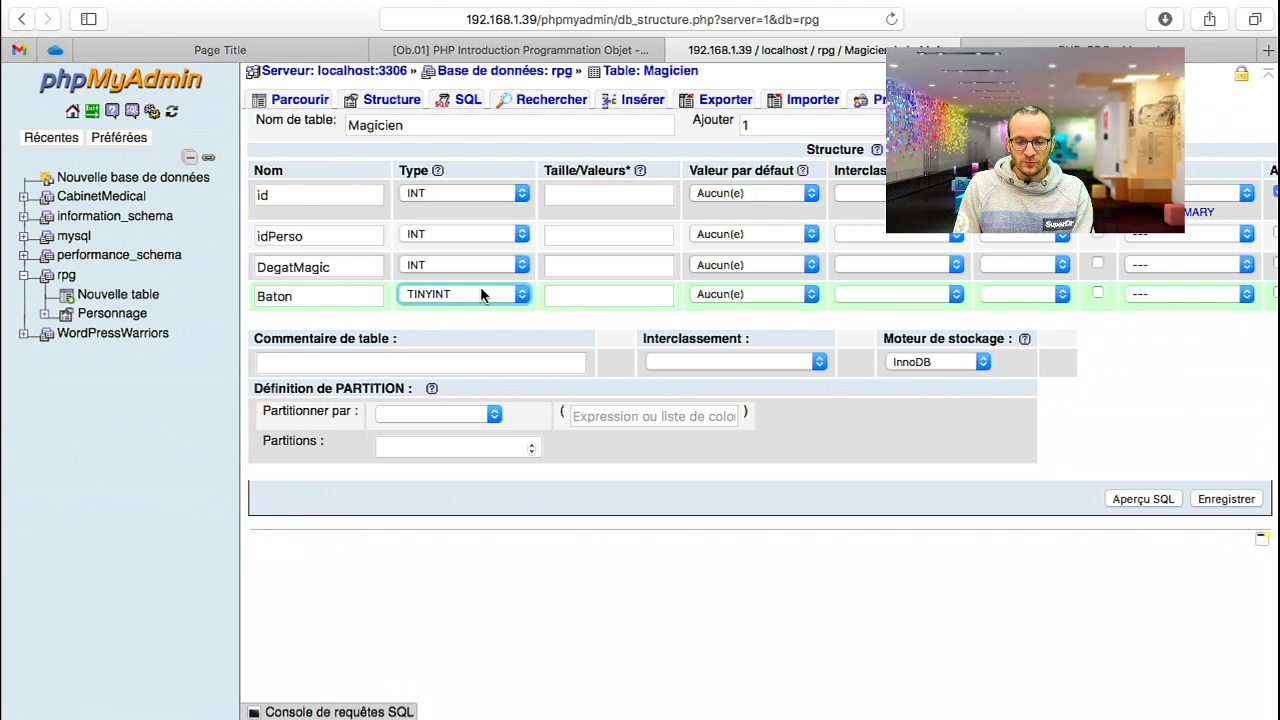 192.168.1.39/phpmyadmin/db_structure.php?server=1&db=rpg
Page Title
[Ob.01] PHP Introduction Programmation Objet -...
192.168.1.39 / localhost / rpg / Magicien
phpMyAdmin
Récentes
Préférées
Nouvelle base de données
CabinetMedical
information_schema
mysql
performance_schema
rpg
Nouvelle table
Personnage
WordPressWarriors
Serveur: localhost:3306 » Base de données: rpg » Table: Magicien
Parcourir Structure SQL Rechercher Insérer Exporter Importer
Nom de table: Magicien Ajouter 1
Structure
Nom Type Taille/Valeurs* Valeur par défaut
id INT Aucun(e)
MARY
idPerso INT Aucun(e) ---
DegatMagic INT Aucun(e) ---
Baton TINYINT Aucun(e) ---
Commentaire de table : Interclassement : Moteur de stockage :
InnoDB
Définition de PARTITION :
Partitionner par : ( Expression ou liste de color )
Partitions :
Aperçu SQL Enregistrer
Console de requêtes SQL
SuperDr